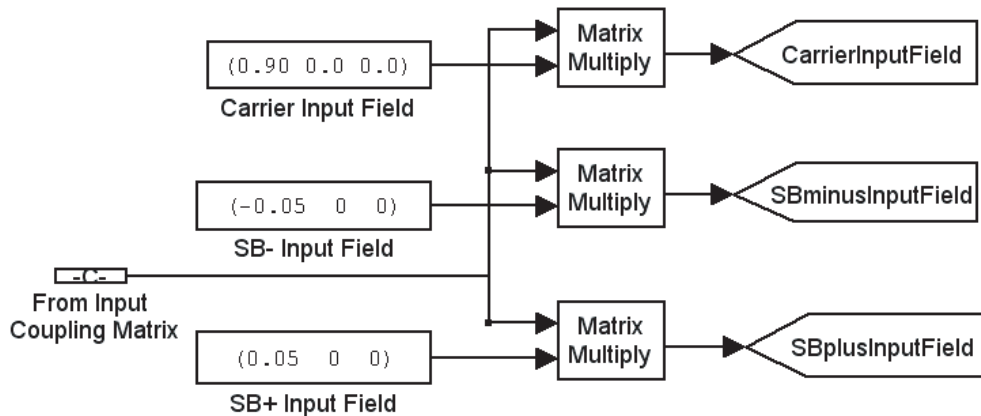 Matrix
Multiply
CarrierInputField
(0.90 0.0 0.0)
Carrier Input Field
Matrix
Multiply
SBminusInputField
(-0.05 0 0)
SB- Input Field
-C-
From Input
Coupling Matrix
Matrix
Multiply
SBplusInputField
(0.05 0 0)
SB+ Input Field